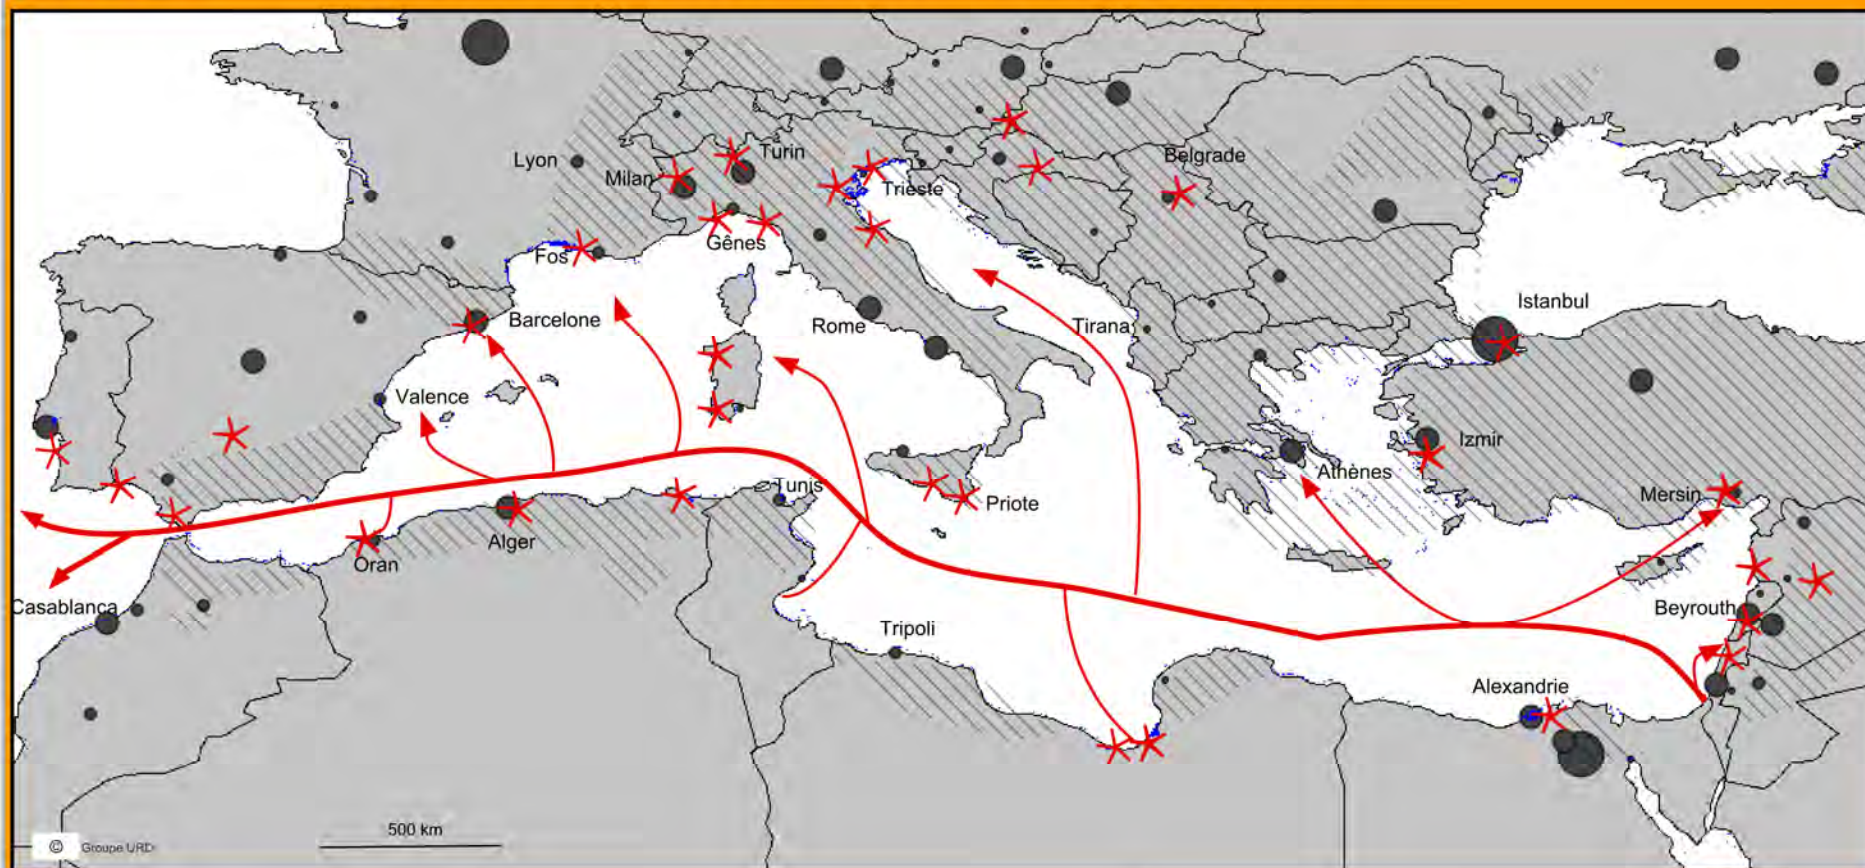 Lyon
Turin
Milan
Belgrade
Trieste
Gênes
Fos
Istanbul
Barcelone
Rome
Tirana
Valence
Izmir
Athènes
Tunis
Mersin
Priote
Alger
Oran
Casablanca
Beyrouth
Tripoli
Alexandrie
500 km
© Groupe URD